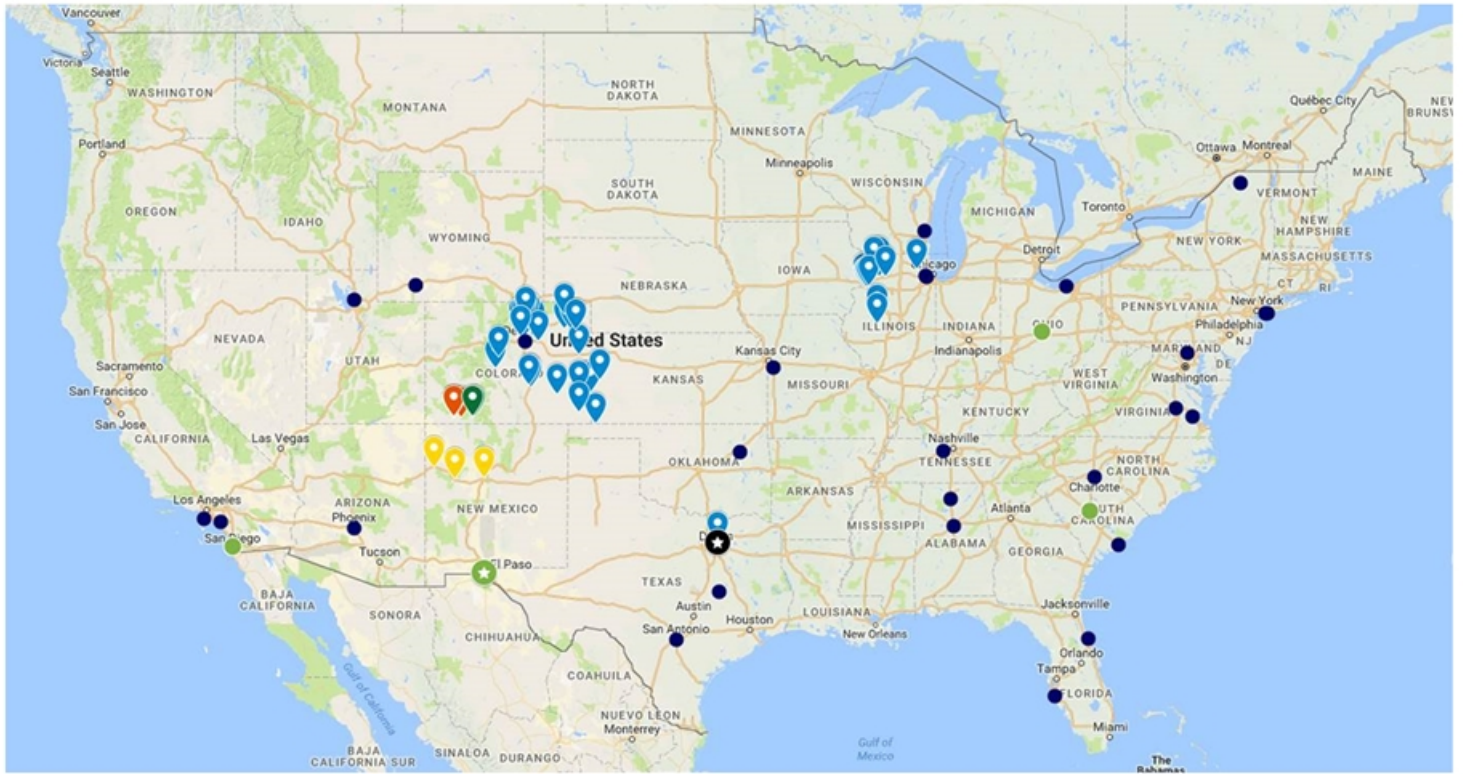 Vancouver
Victoria
Seattle
WASHINGTON
MONTANA
NORTH
DAKOTA
MINNESOTA
Québec City
NEW
BRUNSW
Ottawa
Montreal
Portland
Minneapolis
MAINE
OREGON
IDAHO
SOUTH
DAKOTA
WISCONSIN
VERMONT
MICHIGAN
Toronto
NEW
HAMPSHIRE
WYOMING
NEW YORK
Detroit
MASSACHUSETTS
IOWA
CT
RI
NEBRASKA
PENNSYLVANIA
New York
ILLINOIS
INDIANA
Philadelphia
NEVADA
United States
NJ
UTAH
Kansas City
Indianapolis
MARYLAND
DE
Sacramento
COLORADO
KANSAS
MISSOURI
WEST
VIRGINIA
Washington
San Francisco
KENTUCKY
VIRGINIA
San Jose
CALIFORNIA
Las Vegas
Nashville
TENNESSEE
OKLAHOMA
NORTH
CAROLINA
Charlotte
Los Angeles
ARIZONA
Phoenix
NEW MEXICO
ARKANSAS
MISSISSIPPI
Atlanta
CAROLINA
San Diego
ALABAMA
GEORGIA
Tucson
El Paso
TEXAS
BAJA
CALIFORNIA
SONORA
Austin
Houston
LOUISIANA
Jacksonville
San Antonio
New Orleans
CHIHUAHUA
Orlando
Tampa
COAHUILA
FLORIDA
Gulf of California
NUEVO LEON
Monterrey
Miami
Gulf of
Mexico
BAJA
CALIFORNIA SUR
SINALOA
DURANGO
The
Bahamas